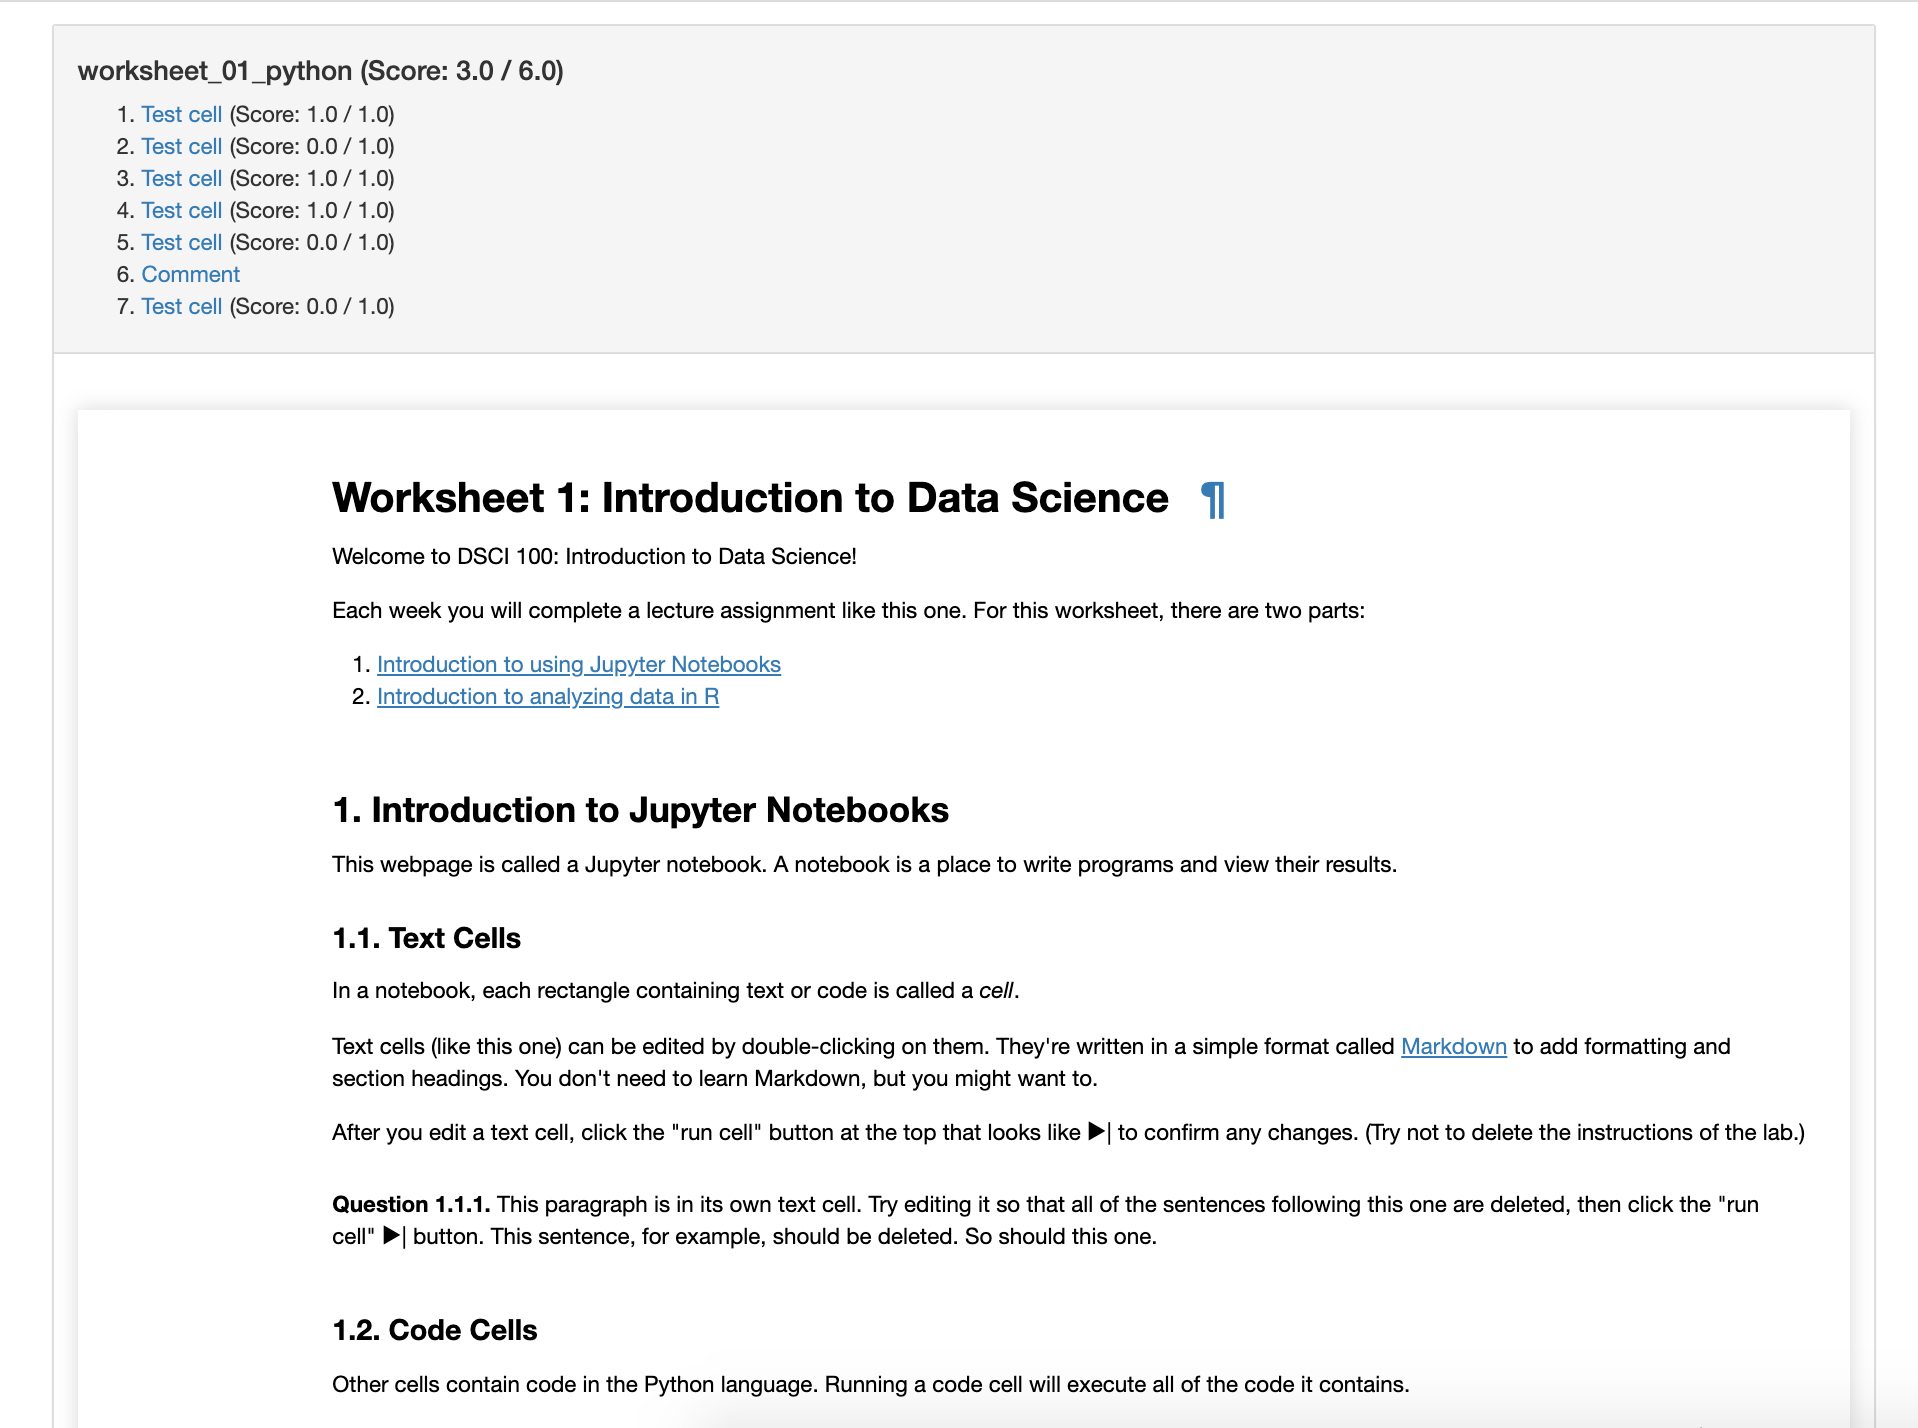 worksheet_01_python (Score: 3.0 / 6.0)
1. Test cell (Score: 1.0 / 1.0)
2. Test cell (Score: 0.0 / 1.0)
3. Test cell (Score: 1.0 / 1.0)
4. Test cell (Score: 1.0 / 1.0)
5. Test cell (Score: 0.0 / 1.0)
6. Comment
7. Test cell (Score: 0.0 / 1.0)
Worksheet 1: Introduction to Data Science ¶
Welcome to DSCI 100: Introduction to Data Science!
Each week you will complete a lecture assignment like this one. For this worksheet, there are two parts:
1. Introduction to using Jupyter Notebooks
2. Introduction to analyzing data in R
1. Introduction to Jupyter Notebooks
This webpage is called a Jupyter notebook. A notebook is a place to write programs and view their results.
1.1. Text Cells
In a notebook, each rectangle containing text or code is called a cell.
Text cells (like this one) can be edited by double-clicking on them. They're written in a simple format called Markdown to add formatting and
section headings. You don't need to learn Markdown, but you might want to.
After you edit a text cell, click the "run cell" button at the top that looks like ▶| to confirm any changes. (Try not to delete the instructions of the lab.)
Question 1.1.1. This paragraph is in its own text cell. Try editing it so that all of the sentences following this one are deleted, then click the "run
cell" ▶| button. This sentence, for example, should be deleted. So should this one.
1.2. Code Cells
Other cells contain code in the Python language. Running a code cell will execute all of the code it contains.